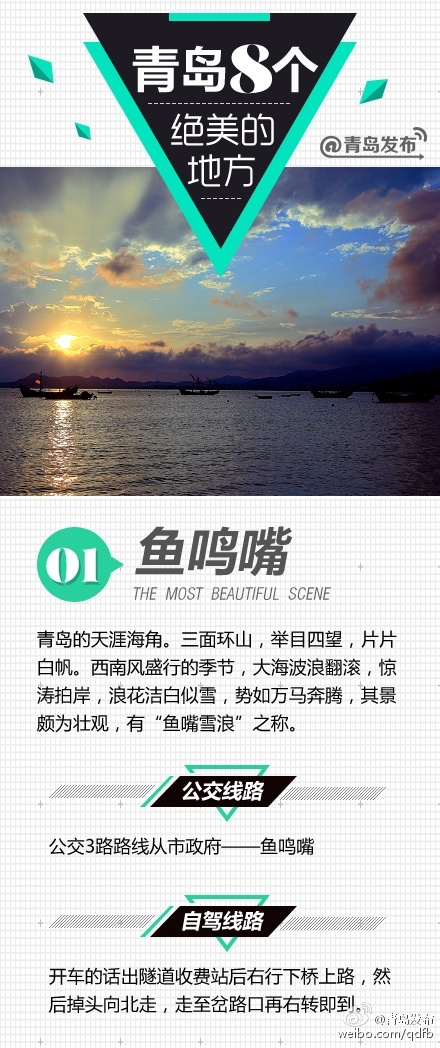 青岛8个
绝美的
地方
@青岛发布
01
鱼鸣嘴
THE MOST BEAUTIFUL SCENE
青岛的天涯海角。三面环山，举目四望，片片
白帆。西南风盛行的季节，大海波浪翻滚，惊
涛拍岸，浪花洁白似雪，势如万马奔腾，其景
颇为壮观，有“鱼嘴雪浪”之称。
公交线路
公交3路路线从市政府——鱼鸣嘴
自驾线路
开车的话出隧道收费站后右行下桥上路，然
后掉头向北走，走至岔路口再右转即到。
@青岛发布
weibo.com/qdfb